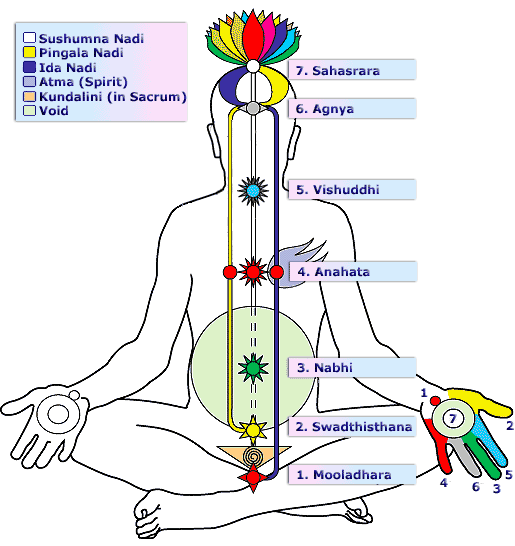 Sushumna Nadi
Pingala Nadi
Ida Nadi
Atma (Spirit)
Kundalini (in Sacrum)
Void
7. Sahasrara
6. Agnya
5. Vishuddhi
4. Anahata
3. Nabhi
2. Swadthisthana
1. Mooladhara
1
7
2
4
6
3
5